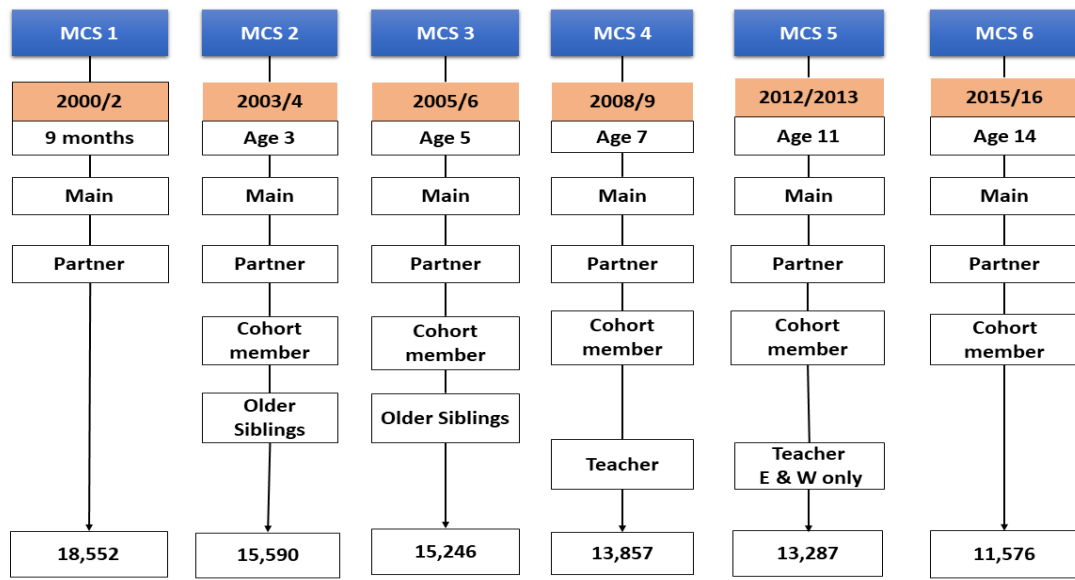 MCS 1
MCS 2
MCS 3
MCS 4
MCS 5
MCS 6
2000/2
2003/4
2005/6
2008/9
2012/2013
2015/16
9 months
Age 3
Age 5
Age 7
Age 11
Age 14
Main
Main
Main
Main
Main
Main
Partner
Partner
Partner
Partner
Partner
Partner
Cohort
member
Cohort
member
Cohort
member
Cohort
member
Cohort
member
Older
Siblings
Older Siblings
Teacher
Teacher
E & W only
18,552
15,590
15,246
13,857
13,287
11,576